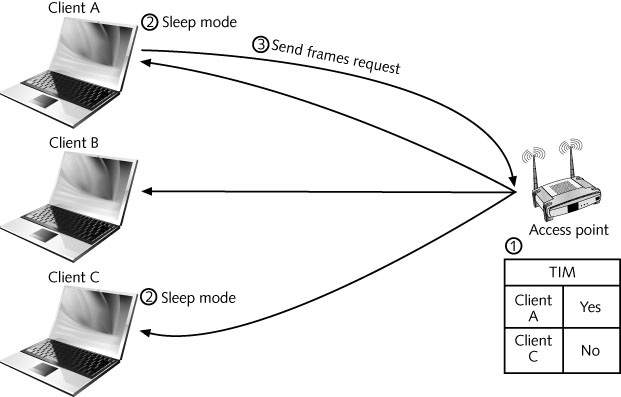 Client A
② Sleep mode
③ Send frames request
Client B
Access point
①
TIM
Client
A
Yes
Client
C
No
Client C
② Sleep mode